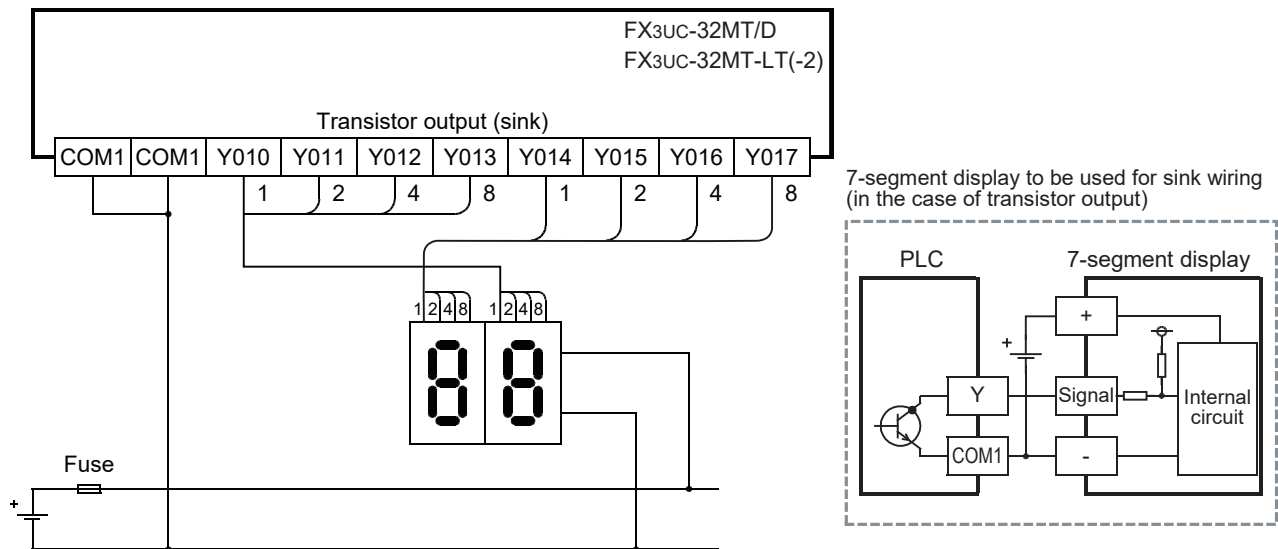 FX3UC-32MT/D
FX3UC-32MT-LT(-2)
Transistor output (sink)
COM1 COM1 Y010 Y011 Y012 Y013 Y014 Y015 Y016 Y017
1 2 4 8 1 2 4 8
1 2 4 8 1 2 4 8
Fuse
+
7-segment display to be used for sink wiring
(in the case of transistor output)
PLC 7-segment display
+
+
Y Signal Internal
circuit
COM1 -